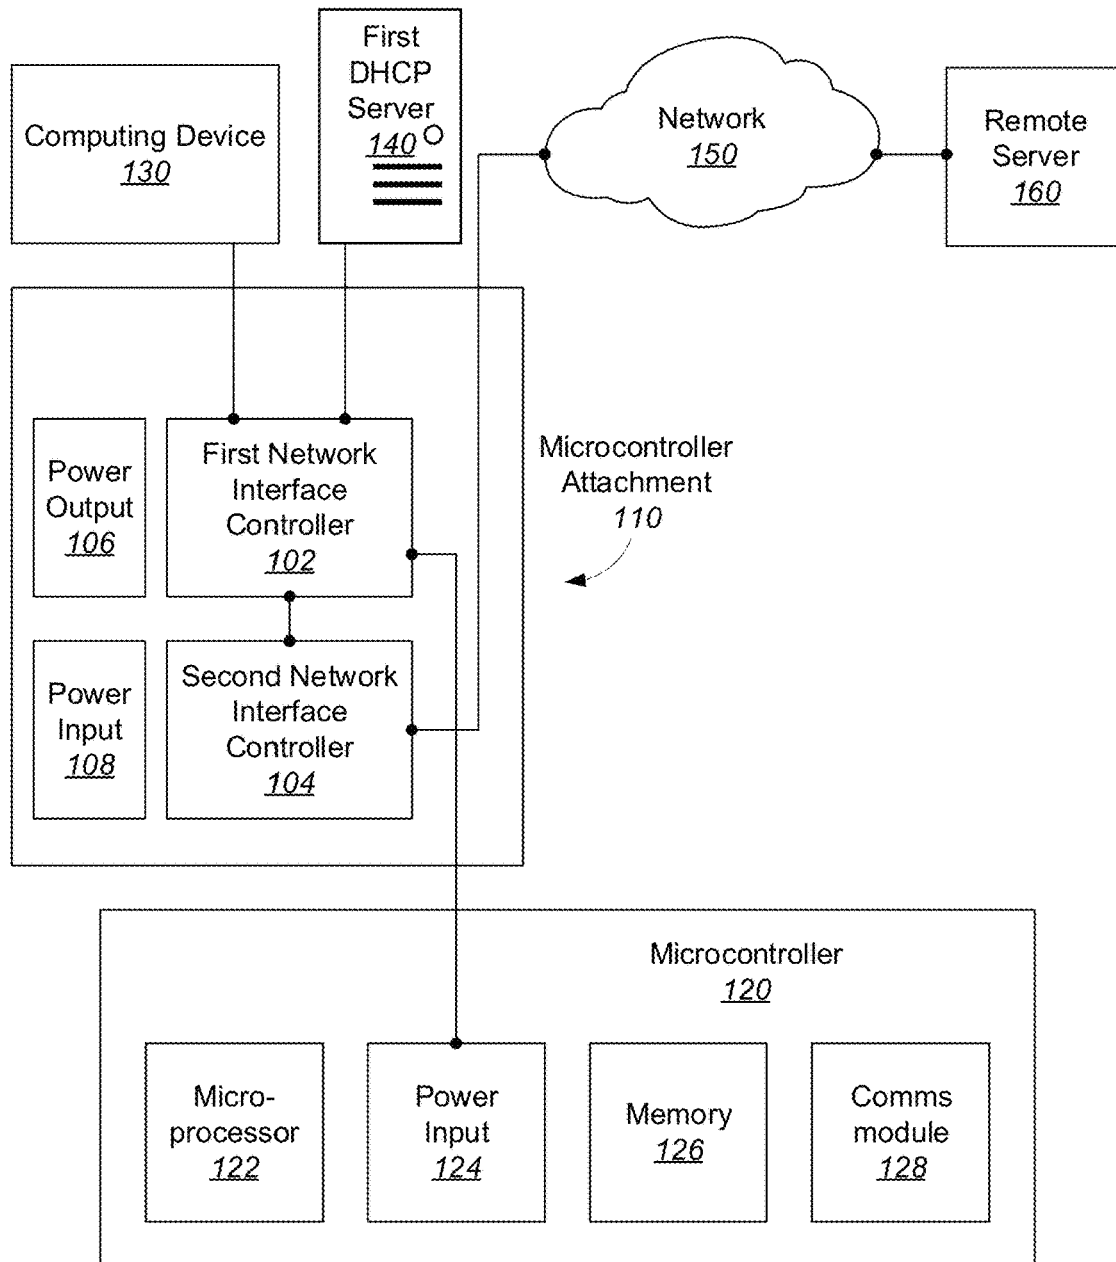 First
DHCP
Server
140
Computing Device
130
Network
150
Remote
Server
160
Microcontroller
Attachment
110
Power
Output
106
First Network
Interface
Controller
102
Power
Input
108
Second Network
Interface
Controller
104
Microcontroller
120
Micro-
processor
122
Power
Input
124
Memory
126
Comms
module
128